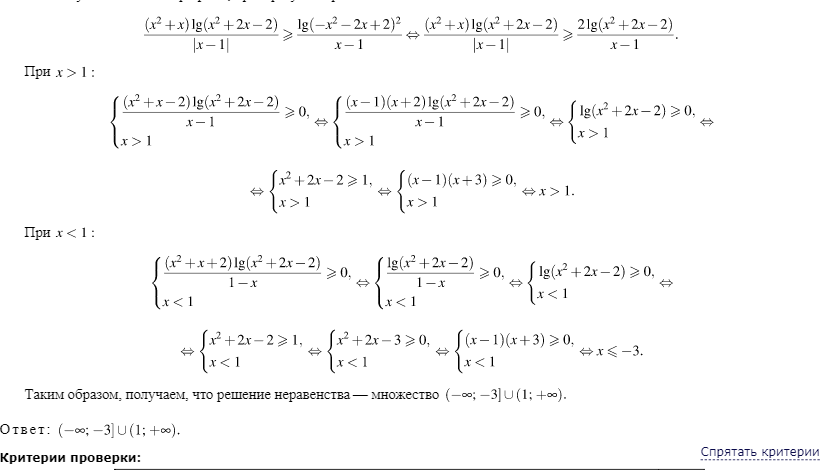 (x² + x) lg(x² + 2x − 2) / |x − 1| ⩾ lg(−x² − 2x + 2)² / (x − 1) ⇔ (x² + x) lg(x² + 2x − 2) / |x − 1| ⩾ 2 lg(x² + 2x − 2) / (x − 1).
При x > 1 :
{ (x² + x − 2) lg(x² + 2x − 2) / (x − 1) ⩾ 0, x > 1 ⇔ { (x − 1)(x + 2) lg(x² + 2x − 2) / (x − 1) ⩾ 0, x > 1 ⇔ { lg(x² + 2x − 2) ⩾ 0, x > 1 ⇔
⇔ { x² + 2x − 2 ⩾ 1, x > 1 ⇔ { (x − 1)(x + 3) ⩾ 0, x > 1 ⇔ x > 1.
При x < 1 :
{ (x² + x + 2) lg(x² + 2x − 2) / (1 − x) ⩾ 0, x < 1 ⇔ { lg(x² + 2x − 2) / (1 − x) ⩾ 0, x < 1 ⇔ { lg(x² + 2x − 2) ⩾ 0, x < 1 ⇔
⇔ { x² + 2x − 2 ⩾ 1, x < 1 ⇔ { x² + 2x − 3 ⩾ 0, x < 1 ⇔ { (x − 1)(x + 3) ⩾ 0, x < 1 ⇔ x ⩽ −3.
Таким образом, получаем, что решение неравенства — множество (−∞; −3] ∪ (1; +∞).
Ответ: (−∞; −3] ∪ (1; +∞).
Спрятать критерии
Критерии проверки: